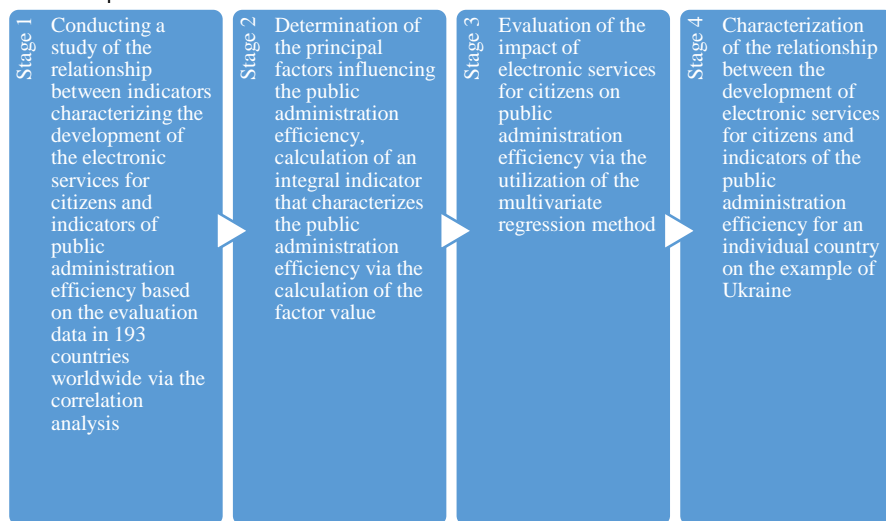 Stage 1
Conducting a
study of the
relationship
between indicators
characterizing the
development of
the electronic
services for
citizens and
indicators of
public
administration
efficiency based
on the evaluation
data in 193
countries
worldwide via the
correlation
analysis
Stage 2
Determination of
the principal
factors influencing
the public
administration
efficiency,
calculation of an
integral indicator
that characterizes
the public
administration
efficiency via the
calculation of the
factor value
Stage 3
Evaluation of the
impact of
electronic services
for citizens on
public
administration
efficiency via the
utilization of the
multivariate
regression method
Stage 4
Characterization
of the relationship
between the
development of
electronic services
for citizens and
indicators of the
public
administration
efficiency for an
individual country
on the example of
Ukraine